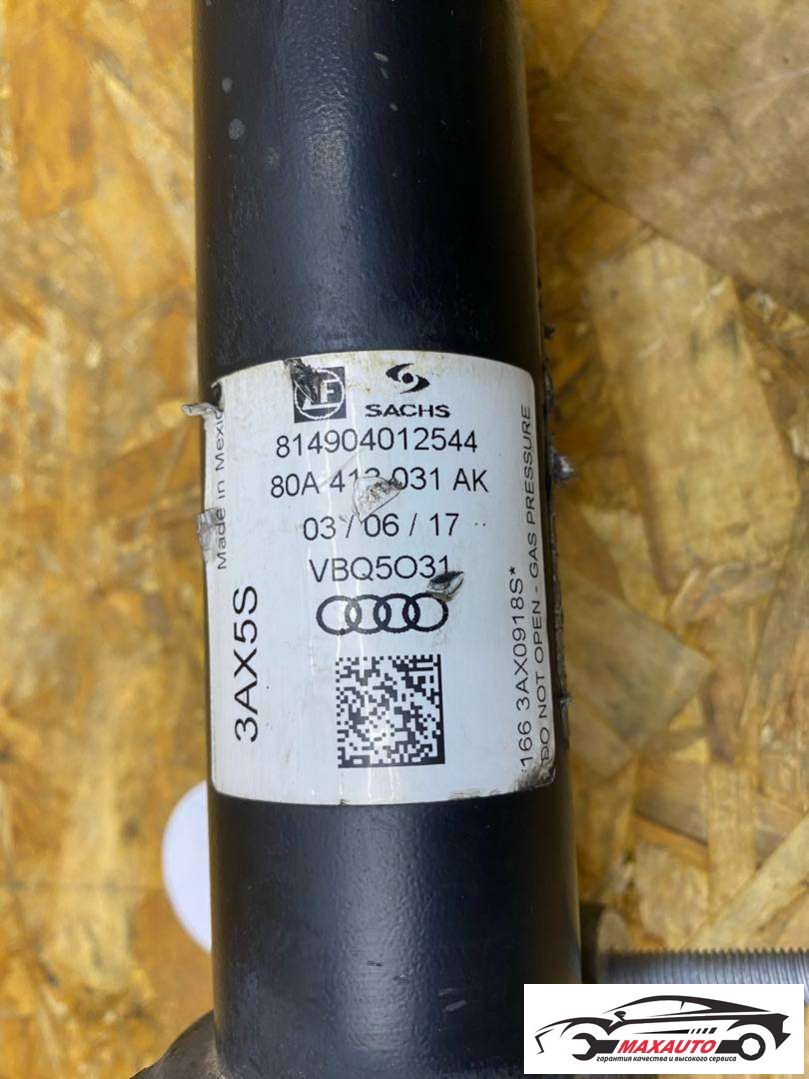 ZF
SACHS
814904012544
80A 413 031 AK
03 / 06 / 17
VBQ5O31
3AX5S
Made in
166 3AX0918S*
DO NOT OPEN - GAS PRESSURE
MAXAUTO
гарантия качества и высокого сервиса